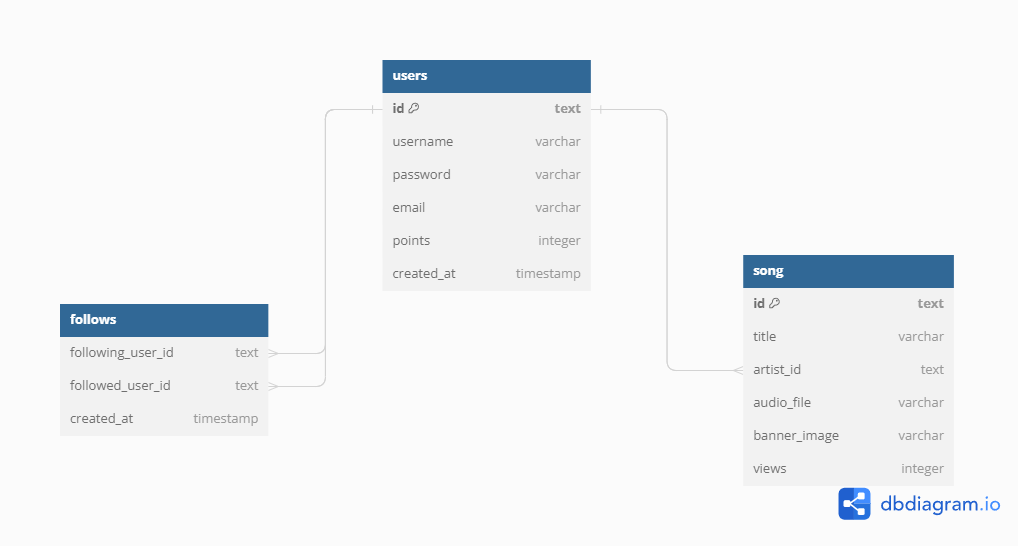 users
id text
username varchar
password varchar
email varchar
points integer
created_at timestamp
follows
following_user_id text
followed_user_id text
created_at timestamp
song
id text
title varchar
artist_id text
audio_file varchar
banner_image varchar
views integer
dbdiagram.io